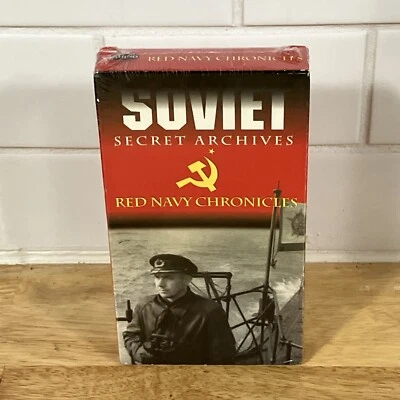 RED NAVY CHRONICLES
SOVIET
SECRET ARCHIVES
RED NAVY CHRONICLES